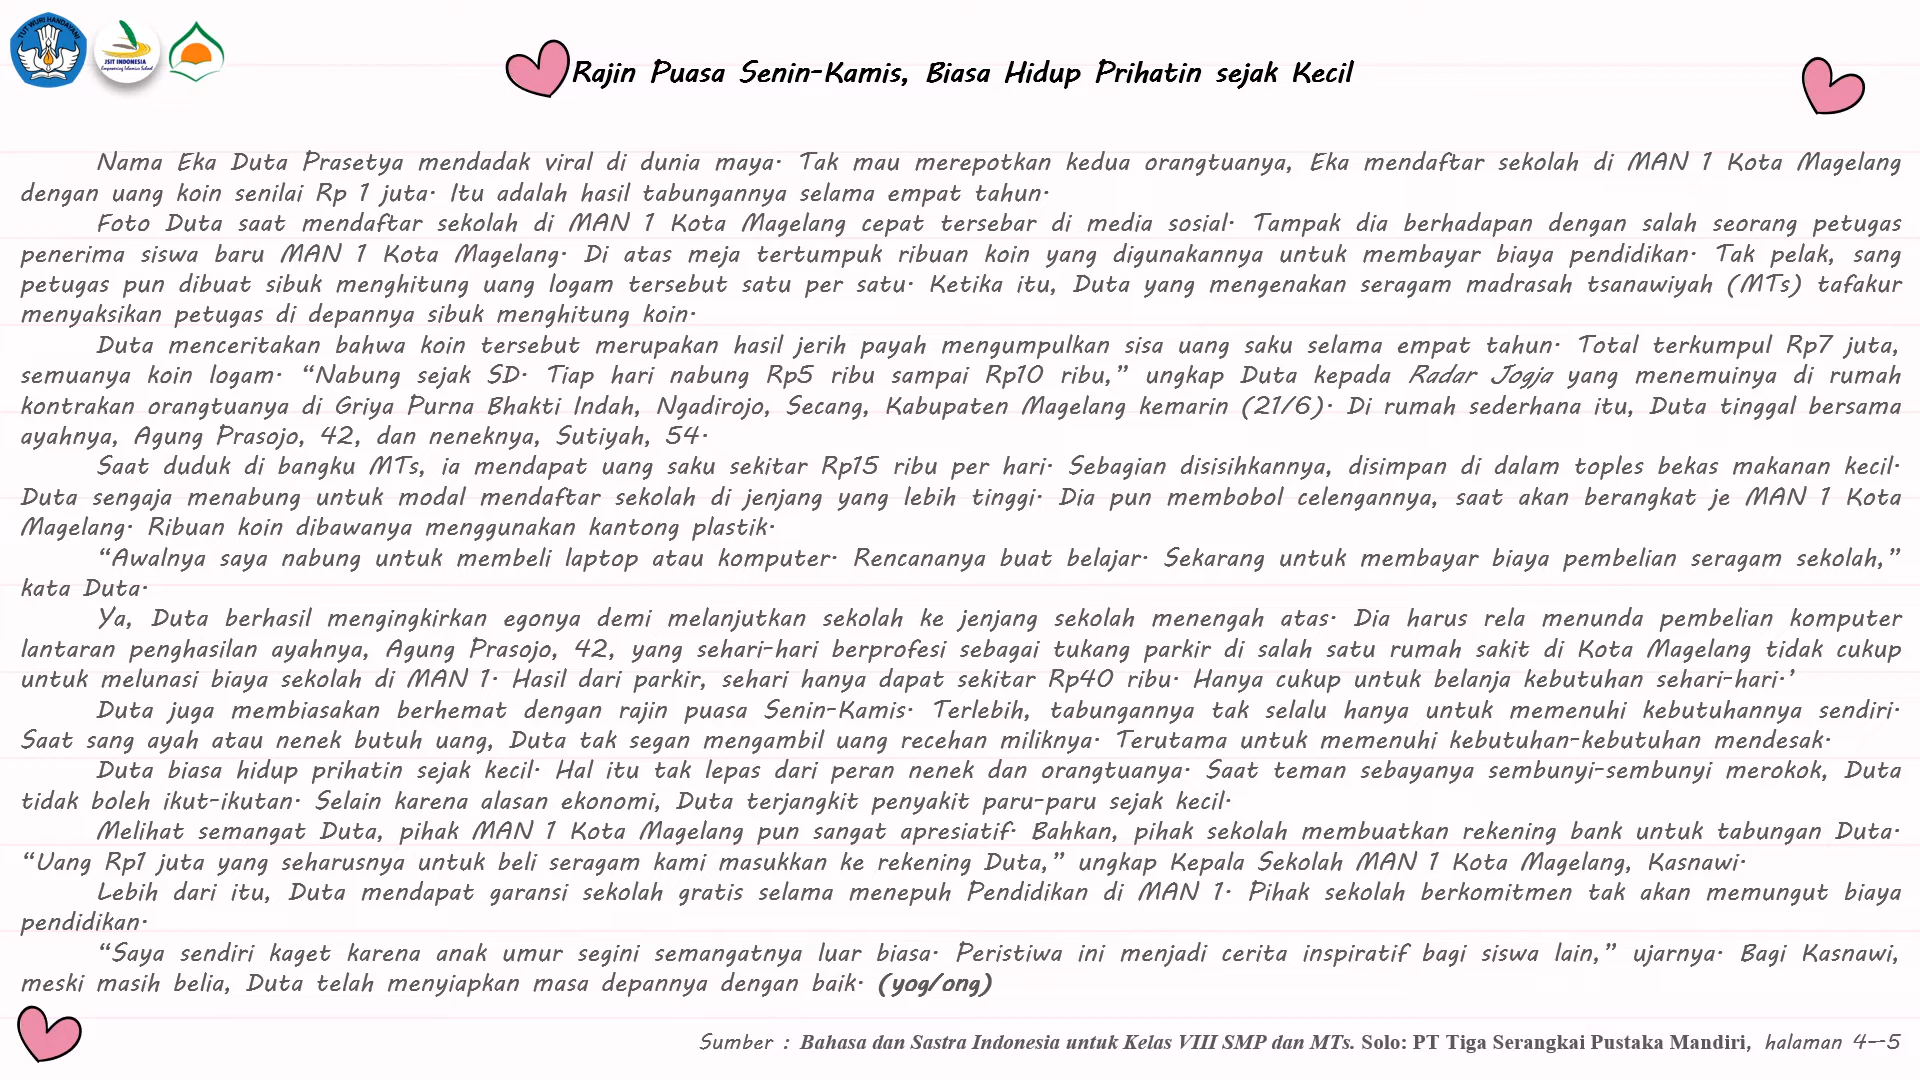 TUT WURI HANDAYANI
JSIT INDONESIA
Empowering Islamic School
Rajin Puasa Senin-Kamis, Biasa Hidup Prihatin sejak Kecil
Nama Eka Duta Prasetya mendadak viral di dunia maya. Tak mau merepotkan kedua orangtuanya, Eka mendaftar sekolah di MAN 1 Kota Magelang
dengan uang koin senilai Rp 1 juta. Itu adalah hasil tabungannya selama empat tahun.
Foto Duta saat mendaftar sekolah di MAN 1 Kota Magelang cepat tersebar di media sosial. Tampak dia berhadapan dengan salah seorang petugas
penerima siswa baru MAN 1 Kota Magelang. Di atas meja tertumpuk ribuan koin yang digunakannya untuk membayar biaya pendidikan. Tak pelak, sang
petugas pun dibuat sibuk menghitung uang logam tersebut satu per satu. Ketika itu, Duta yang mengenakan seragam madrasah tsanawiyah (MTs) tafakur
menyaksikan petugas di depannya sibuk menghitung koin.
Duta menceritakan bahwa koin tersebut merupakan hasil jerih payah mengumpulkan sisa uang saku selama empat tahun. Total terkumpul Rp7 juta,
semuanya koin logam. “Nabung sejak SD. Tiap hari nabung Rp5 ribu sampai Rp10 ribu,” ungkap Duta kepada Radar Jogja yang menemuinya di rumah
kontrakan orangtuanya di Griya Purna Bhakti Indah, Ngadirojo, Secang, Kabupaten Magelang kemarin (21/6). Di rumah sederhana itu, Duta tinggal bersama
ayahnya, Agung Prasojo, 42, dan neneknya, Sutiyah, 54.
Saat duduk di bangku MTs, ia mendapat uang saku sekitar Rp15 ribu per hari. Sebagian disisihkannya, disimpan di dalam toples bekas makanan kecil.
Duta sengaja menabung untuk modal mendaftar sekolah di jenjang yang lebih tinggi. Dia pun membobol celengannya, saat akan berangkat je MAN 1 Kota
Magelang. Ribuan koin dibawanya menggunakan kantong plastik.
“Awalnya saya nabung untuk membeli laptop atau komputer. Rencananya buat belajar. Sekarang untuk membayar biaya pembelian seragam sekolah,”
kata Duta.
Ya, Duta berhasil mengingkirkan egonya demi melanjutkan sekolah ke jenjang sekolah menengah atas. Dia harus rela menunda pembelian komputer
lantaran penghasilan ayahnya, Agung Prasojo, 42, yang sehari-hari berprofesi sebagai tukang parkir di salah satu rumah sakit di Kota Magelang tidak cukup
untuk melunasi biaya sekolah di MAN 1. Hasil dari parkir, sehari hanya dapat sekitar Rp40 ribu. Hanya cukup untuk belanja kebutuhan sehari-hari.’
Duta juga membiasakan berhemat dengan rajin puasa Senin-Kamis. Terlebih, tabungannya tak selalu hanya untuk memenuhi kebutuhannya sendiri.
Saat sang ayah atau nenek butuh uang, Duta tak segan mengambil uang recehan miliknya. Terutama untuk memenuhi kebutuhan-kebutuhan mendesak.
Duta biasa hidup prihatin sejak kecil. Hal itu tak lepas dari peran nenek dan orangtuanya. Saat teman sebayanya sembunyi-sembunyi merokok, Duta
tidak boleh ikut-ikutan. Selain karena alasan ekonomi, Duta terjangkit penyakit paru-paru sejak kecil.
Melihat semangat Duta, pihak MAN 1 Kota Magelang pun sangat apresiatif. Bahkan, pihak sekolah membuatkan rekening bank untuk tabungan Duta.
“Uang Rp1 juta yang seharusnya untuk beli seragam kami masukkan ke rekening Duta,” ungkap Kepala Sekolah MAN 1 Kota Magelang, Kasnawi.
Lebih dari itu, Duta mendapat garansi sekolah gratis selama menepuh Pendidikan di MAN 1. Pihak sekolah berkomitmen tak akan memungut biaya
pendidikan.
“Saya sendiri kaget karena anak umur segini semangatnya luar biasa. Peristiwa ini menjadi cerita inspiratif bagi siswa lain,” ujarnya. Bagi Kasnawi,
meski masih belia, Duta telah menyiapkan masa depannya dengan baik. (yog/ong)
Sumber : Bahasa dan Sastra Indonesia untuk Kelas VIII SMP dan MTs. Solo: PT Tiga Serangkai Pustaka Mandiri, halaman 4—5